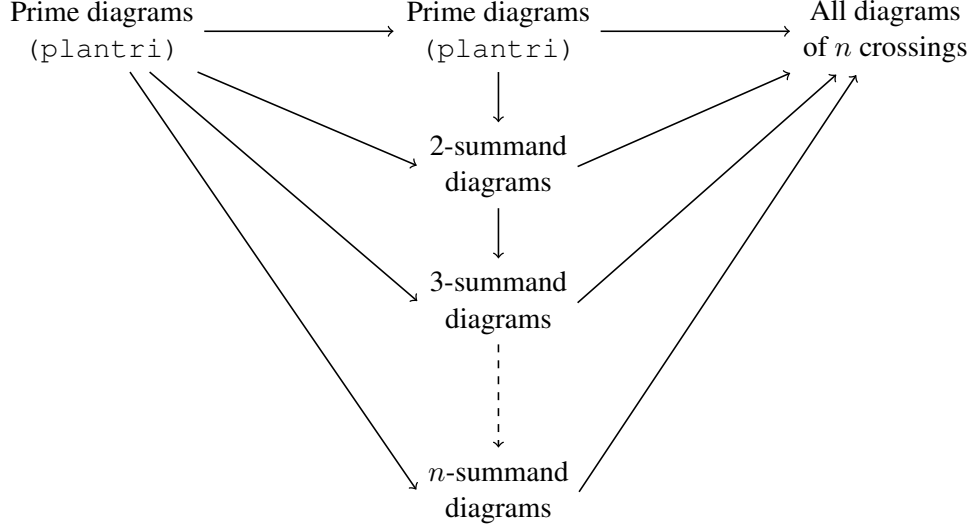 Prime diagrams
(plantri)
Prime diagrams
(plantri)
All diagrams
of n crossings
2-summand
diagrams
3-summand
diagrams
n-summand
diagrams